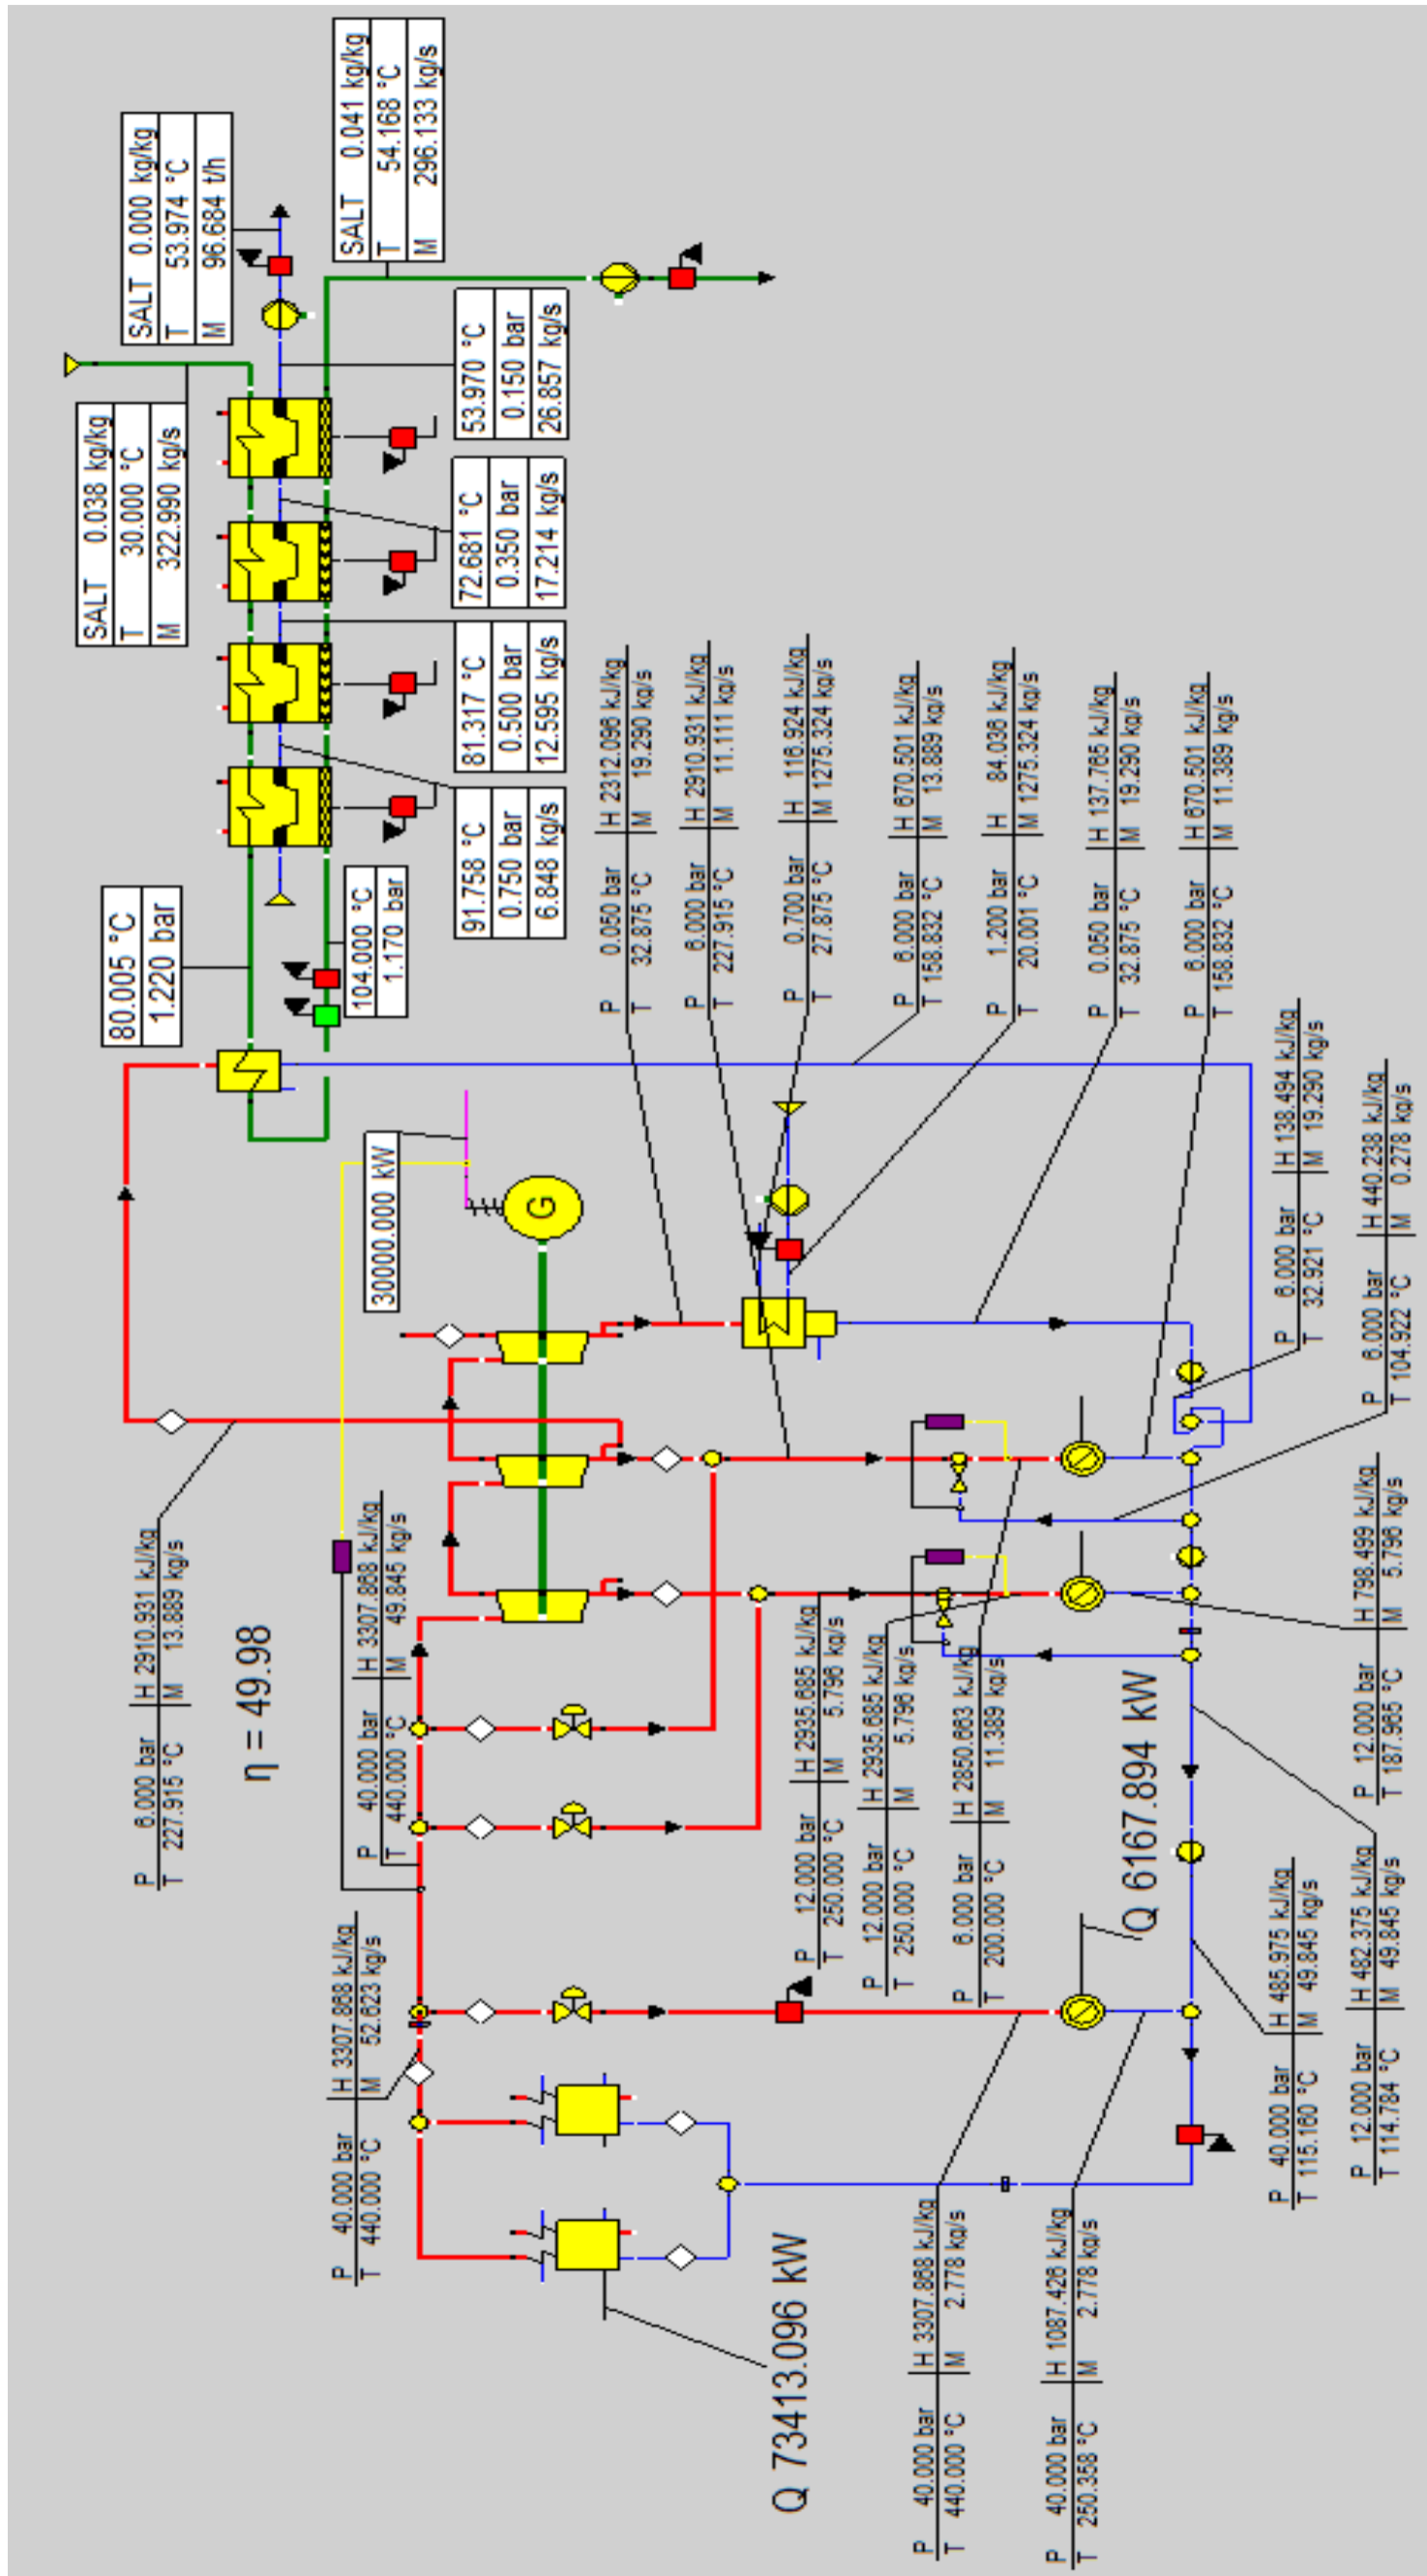 SALT 0.000 kg/kg
T 53.974 °C
M 96.684 t/h
SALT 0.041 kg/kg
T 54.168 °C
M 296.133 kg/s
SALT 0.038 kg/kg
T 30.000 °C
M 322.990 kg/s
53.970 °C
0.150 bar
26.857 kg/s
72.681 °C
0.350 bar
17.214 kg/s
81.317 °C
0.500 bar
12.595 kg/s
91.758 °C
0.750 bar
6.848 kg/s
80.005 °C
1.220 bar
104.000 °C
1.170 bar
30000.000 kW
G
P 0.050 bar H 2312.096 kJ/kg
T 32.875 °C M 19.290 kg/s
P 6.000 bar H 2910.931 kJ/kg
T 227.915 °C M 11.111 kg/s
P 0.700 bar H 116.924 kJ/kg
T 27.875 °C M 1275.324 kg/s
P 6.000 bar H 670.501 kJ/kg
T 158.832 °C M 13.889 kg/s
P 1.200 bar H 84.036 kJ/kg
T 20.001 °C M 1275.324 kg/s
P 0.050 bar H 137.765 kJ/kg
T 32.875 °C M 19.290 kg/s
P 6.000 bar H 670.501 kJ/kg
T 158.832 °C M 11.389 kg/s
P 6.000 bar H 138.494 kJ/kg
T 32.921 °C M 19.290 kg/s
P 6.000 bar H 440.238 kJ/kg
T 104.922 °C M 0.278 kg/s
P 6.000 bar H 2910.931 kJ/kg
T 227.915 °C M 13.889 kg/s
η = 49.98
P 40.000 bar H 3307.868 kJ/kg
T 440.000 °C M 49.845 kg/s
P 40.000 bar H 3307.868 kJ/kg
T 440.000 °C M 52.623 kg/s
P 12.000 bar H 2935.685 kJ/kg
T 250.000 °C M 5.796 kg/s
P 12.000 bar H 2935.685 kJ/kg
T 250.000 °C M 5.796 kg/s
P 6.000 bar H 2850.663 kJ/kg
T 200.000 °C M 11.389 kg/s
Q 6167.894 kW
P 12.000 bar H 798.499 kJ/kg
T 187.965 °C M 5.796 kg/s
P 40.000 bar H 485.975 kJ/kg
T 115.160 °C M 49.845 kg/s
P 12.000 bar H 482.375 kJ/kg
T 114.784 °C M 49.845 kg/s
Q 73413.096 kW
P 40.000 bar H 3307.868 kJ/kg
T 440.000 °C M 2.778 kg/s
P 40.000 bar H 1087.426 kJ/kg
T 250.358 °C M 2.778 kg/s